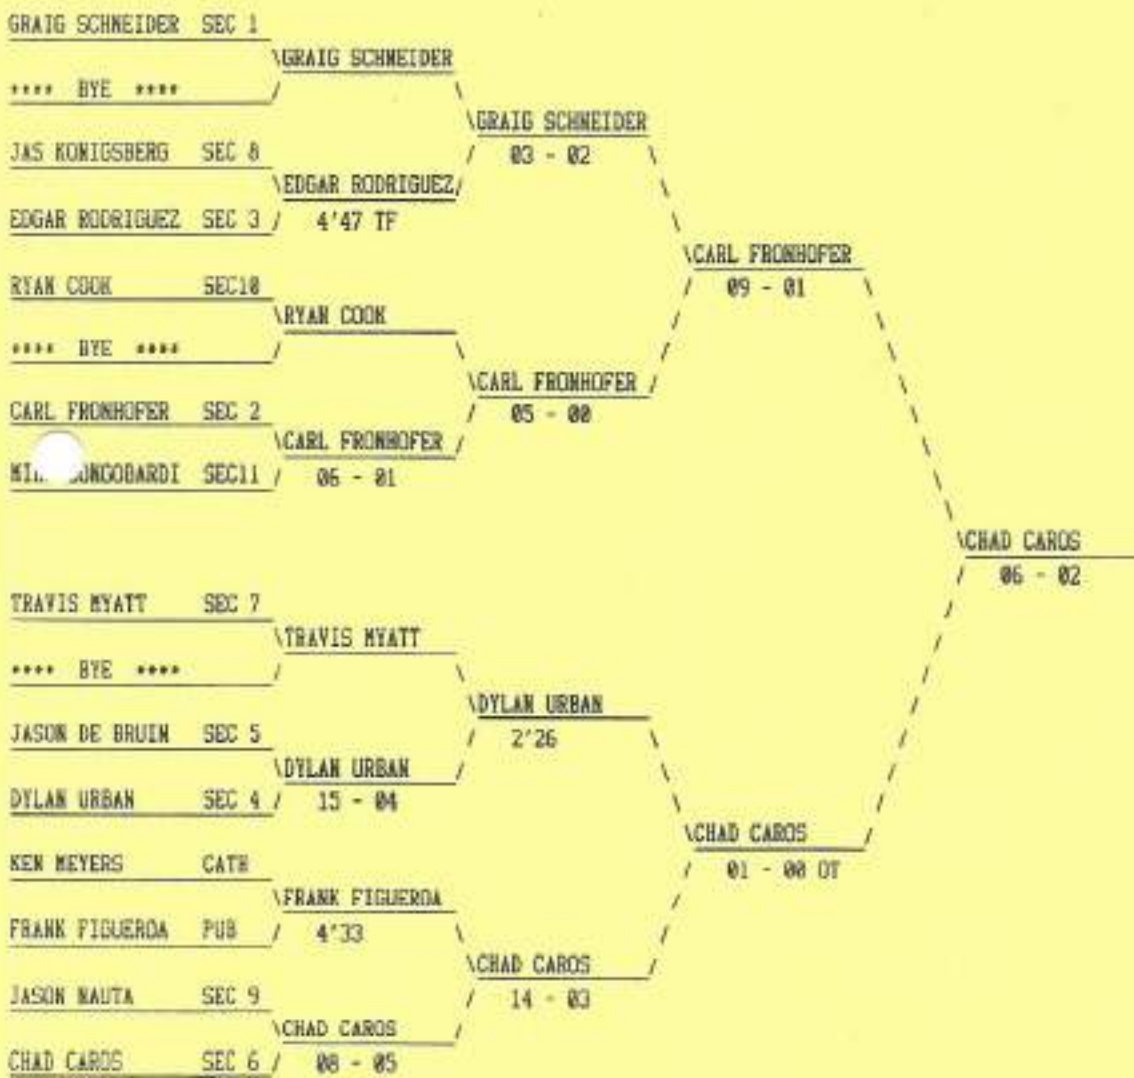 GRAIG SCHNEIDER SEC 1
GRAIG SCHNEIDER
**** BYE ****
GRAIG SCHNEIDER
03 - 02
JAS KONIGSBERG SEC 8
EDGAR RODRIGUEZ
4'47 TF
EDGAR RODRIGUEZ SEC 3
CARL FRONHOFER
09 - 01
RYAN COOK SEC10
RYAN COOK
**** BYE ****
CARL FRONHOFER
05 - 00
CARL FRONHOFER SEC 2
CARL FRONHOFER
06 - 01
SEC11
CHAD CAROS
06 - 02
TRAVIS MYATT SEC 7
TRAVIS MYATT
**** BYE ****
DYLAN URBAN
2'26
JASON DE BRUIN SEC 5
DYLAN URBAN
15 - 04
DYLAN URBAN SEC 4
CHAD CAROS
01 - 00 OT
KEN MEYERS CATH
FRANK FIGUEROA
4'33
FRANK FIGUEROA PUB
CHAD CAROS
14 - 03
JASON NAUTA SEC 9
CHAD CAROS
08 - 05
CHAD CAROS SEC 6